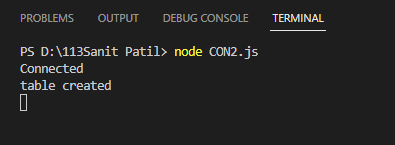 PROBLEMS OUTPUT DEBUG CONSOLE TERMINAL
PS D:\113Sanit Patil> node CON2.js
Connected
table created